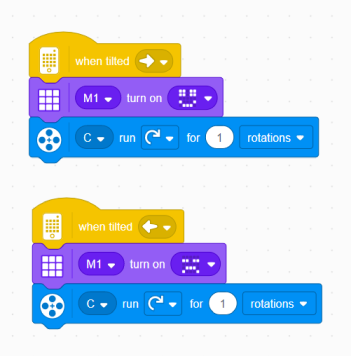 when tilted
M1 turn on
C run for 1 rotations
when tilted
M1 turn on
C run for 1 rotations